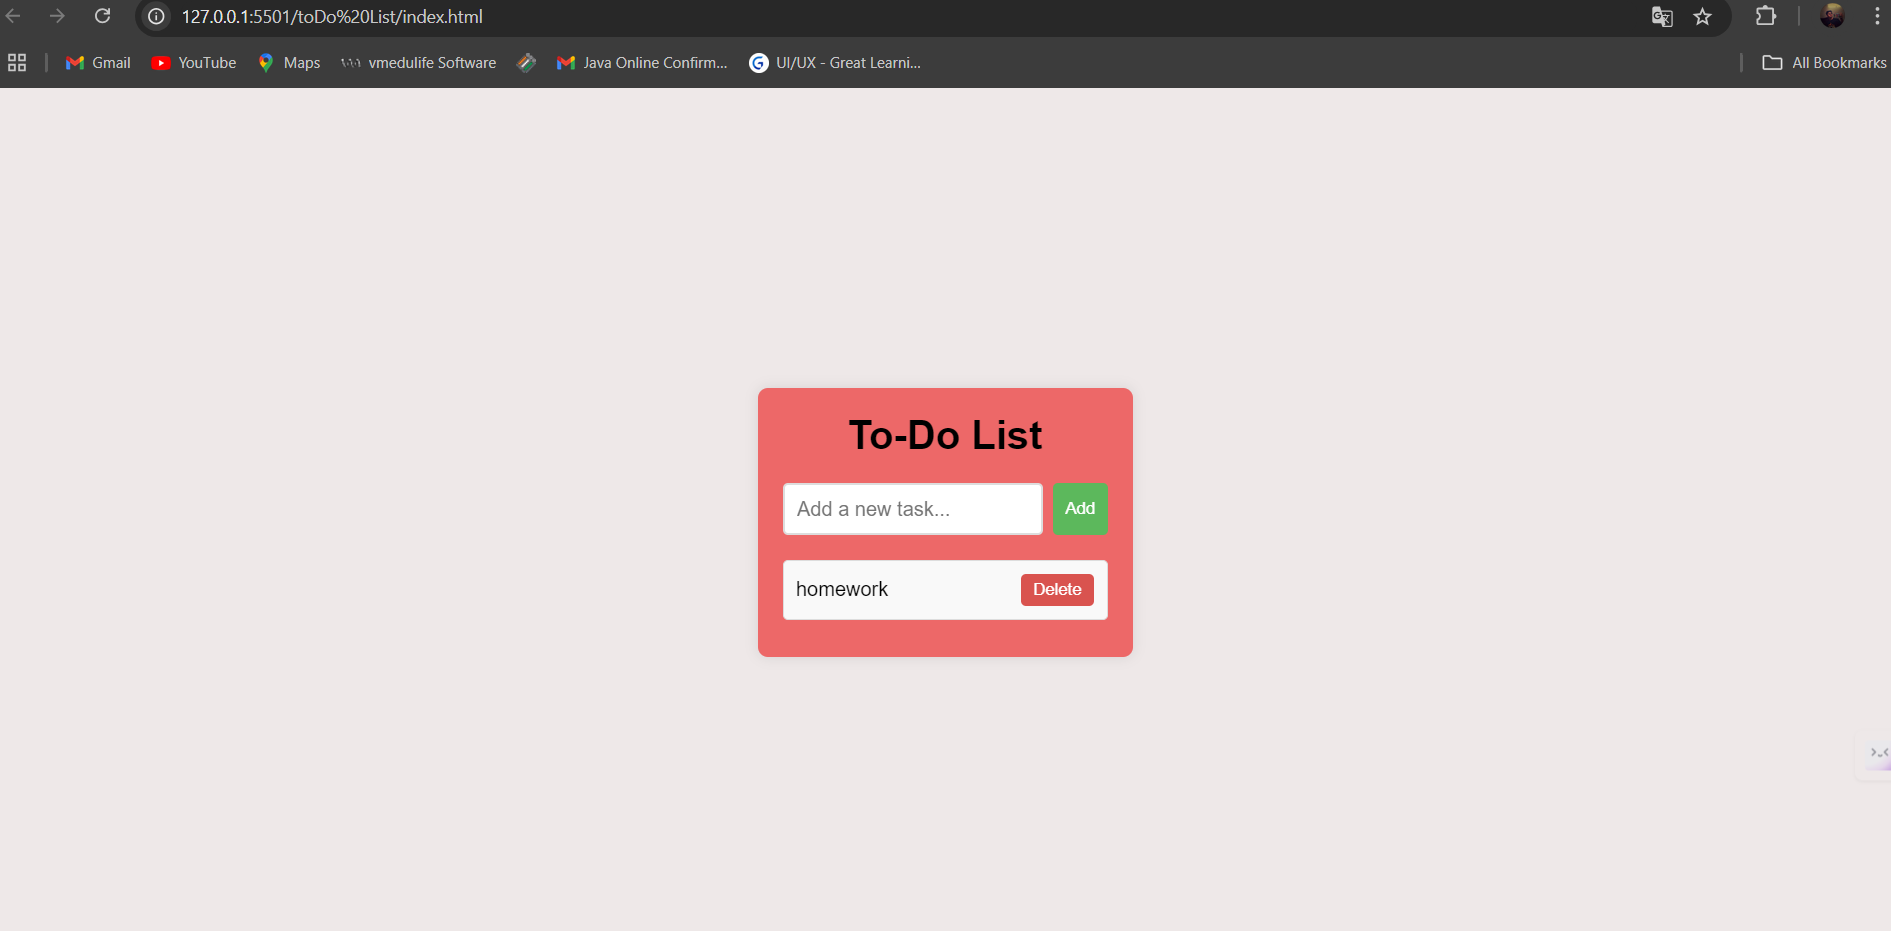 127.0.0.1:5501/toDo%20List/index.html
Gmail YouTube Maps vmedulife Software Java Online Confirm... UI/UX - Great Learni... All Bookmarks
To-Do List
Add a new task... Add
homework Delete